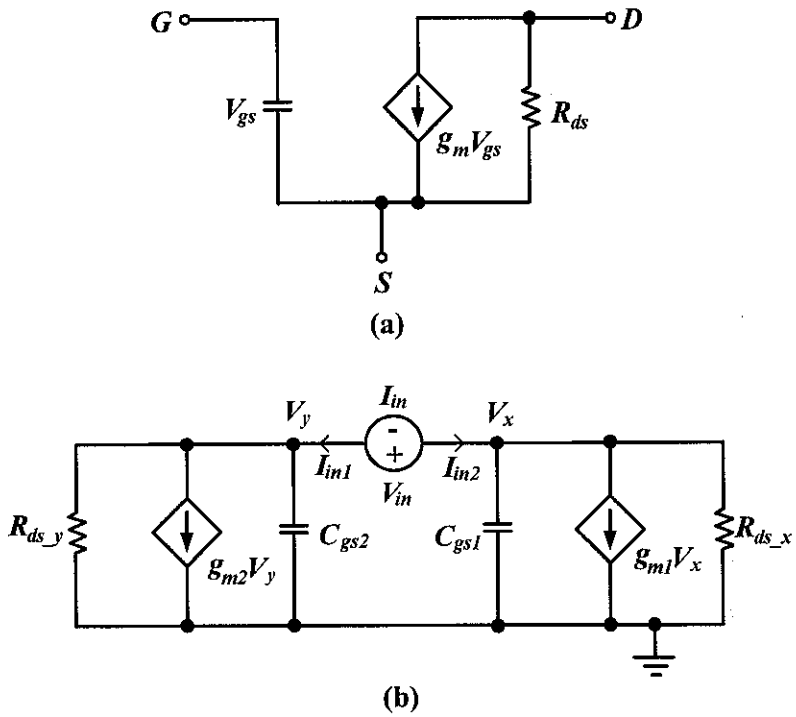 G
D
V_gs
g_mV_gs
R_ds
S
(a)
I_in
V_y
-
V_x
I_in1
+
I_in2
V_in
R_ds_y
g_m2V_y
C_gs2
C_gs1
g_m1V_x
R_ds_x
(b)